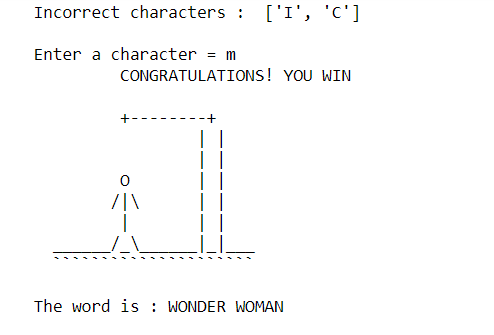 Incorrect characters :  ['I', 'C']
Enter a character = m
CONGRATULATIONS! YOU WIN
The word is : WONDER WOMAN